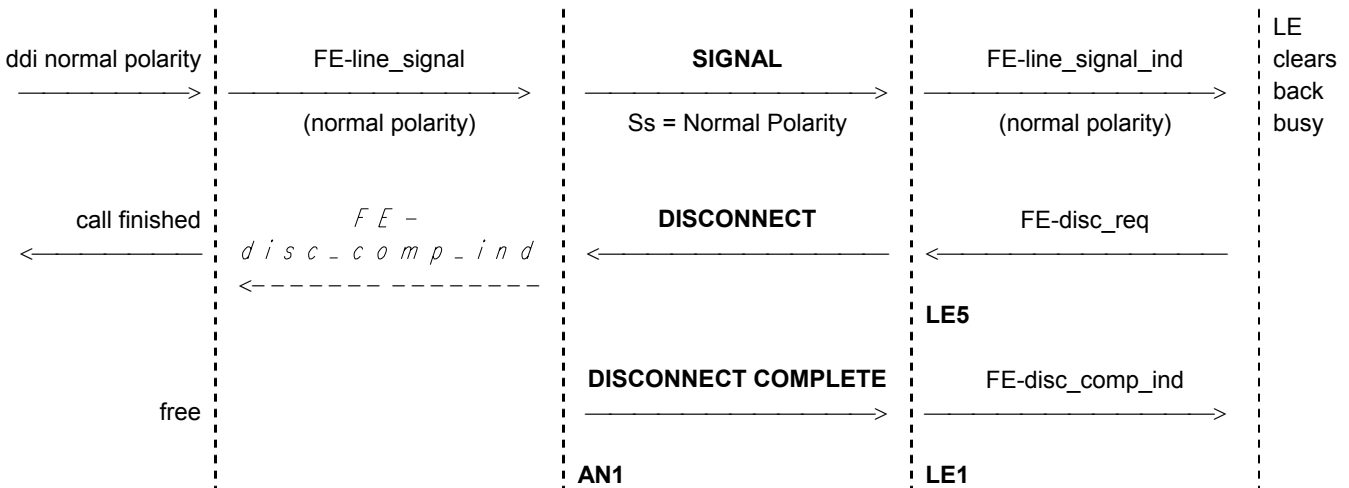 LE
clears
back
busy
ddi normal polarity
FE-line_signal
SIGNAL
FE-line_signal_ind
(normal polarity)
Ss = Normal Polarity
(normal polarity)
call finished
FE-
disc_comp_ind
DISCONNECT
FE-disc_req
LE5
DISCONNECT COMPLETE
FE-disc_comp_ind
free
AN1
LE1